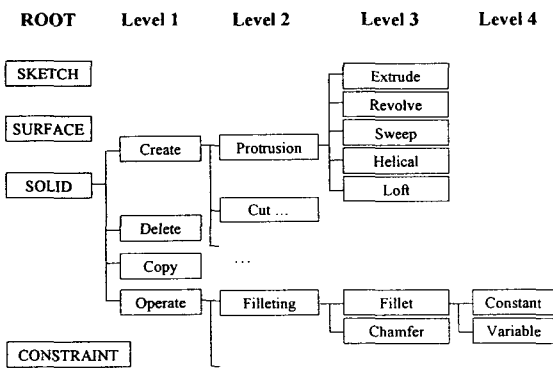 ROOT Level 1 Level 2 Level 3 Level 4
SKETCH
SURFACE
SOLID
CONSTRAINT
Create
Delete
Copy
Operate
Protrusion
Cut ...
...
Filleting
Extrude
Revolve
Sweep
Helical
Loft
Fillet
Chamfer
Constant
Variable